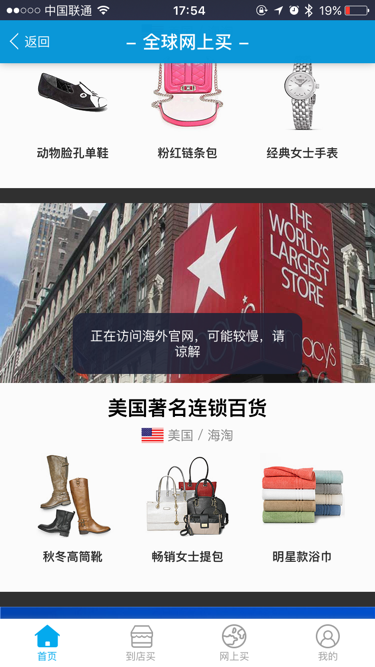 中国联通 17:54 19%
返回 – 全球网上买 –
动物脸孔单鞋 粉红链条包 经典女士手表
THE
WORLD'S
LARGEST
STORE
macy's
正在访问海外官网，可能较慢，请
谅解
美国著名连锁百货
美国 / 海淘
秋冬高筒靴 畅销女士提包 明星款浴巾
首页 到店买 网上买 我的